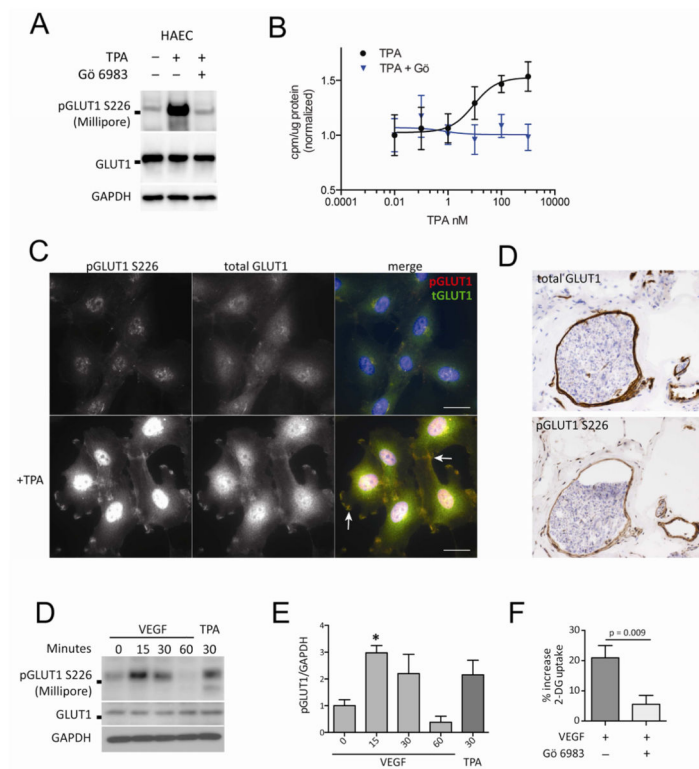 A
HAEC
TPA – + +
Gö 6983 +
pGLUT1 S226
(Millipore)
GLUT1
GAPDH
B
TPA
TPA + Gö
cpm/ug protein
(normalized)
1.5
1.0
0.5
0.0001 0.01 1 100 10000
TPA nM
C
pGLUT1 S226 total GLUT1 merge
pGLUT1
tGLUT1
+TPA
D
total GLUT1
pGLUT1 S226
D
VEGF TPA
Minutes 0 15 30 60 30
pGLUT1 S226
(Millipore)
GLUT1
GAPDH
E
pGLUT1/GAPDH
4
3
2
1
0
*
0 15 30 60 30
VEGF TPA
F
p = 0.009
% increase
2-DG uptake
30
20
10
0
VEGF + +
Gö 6983 – +